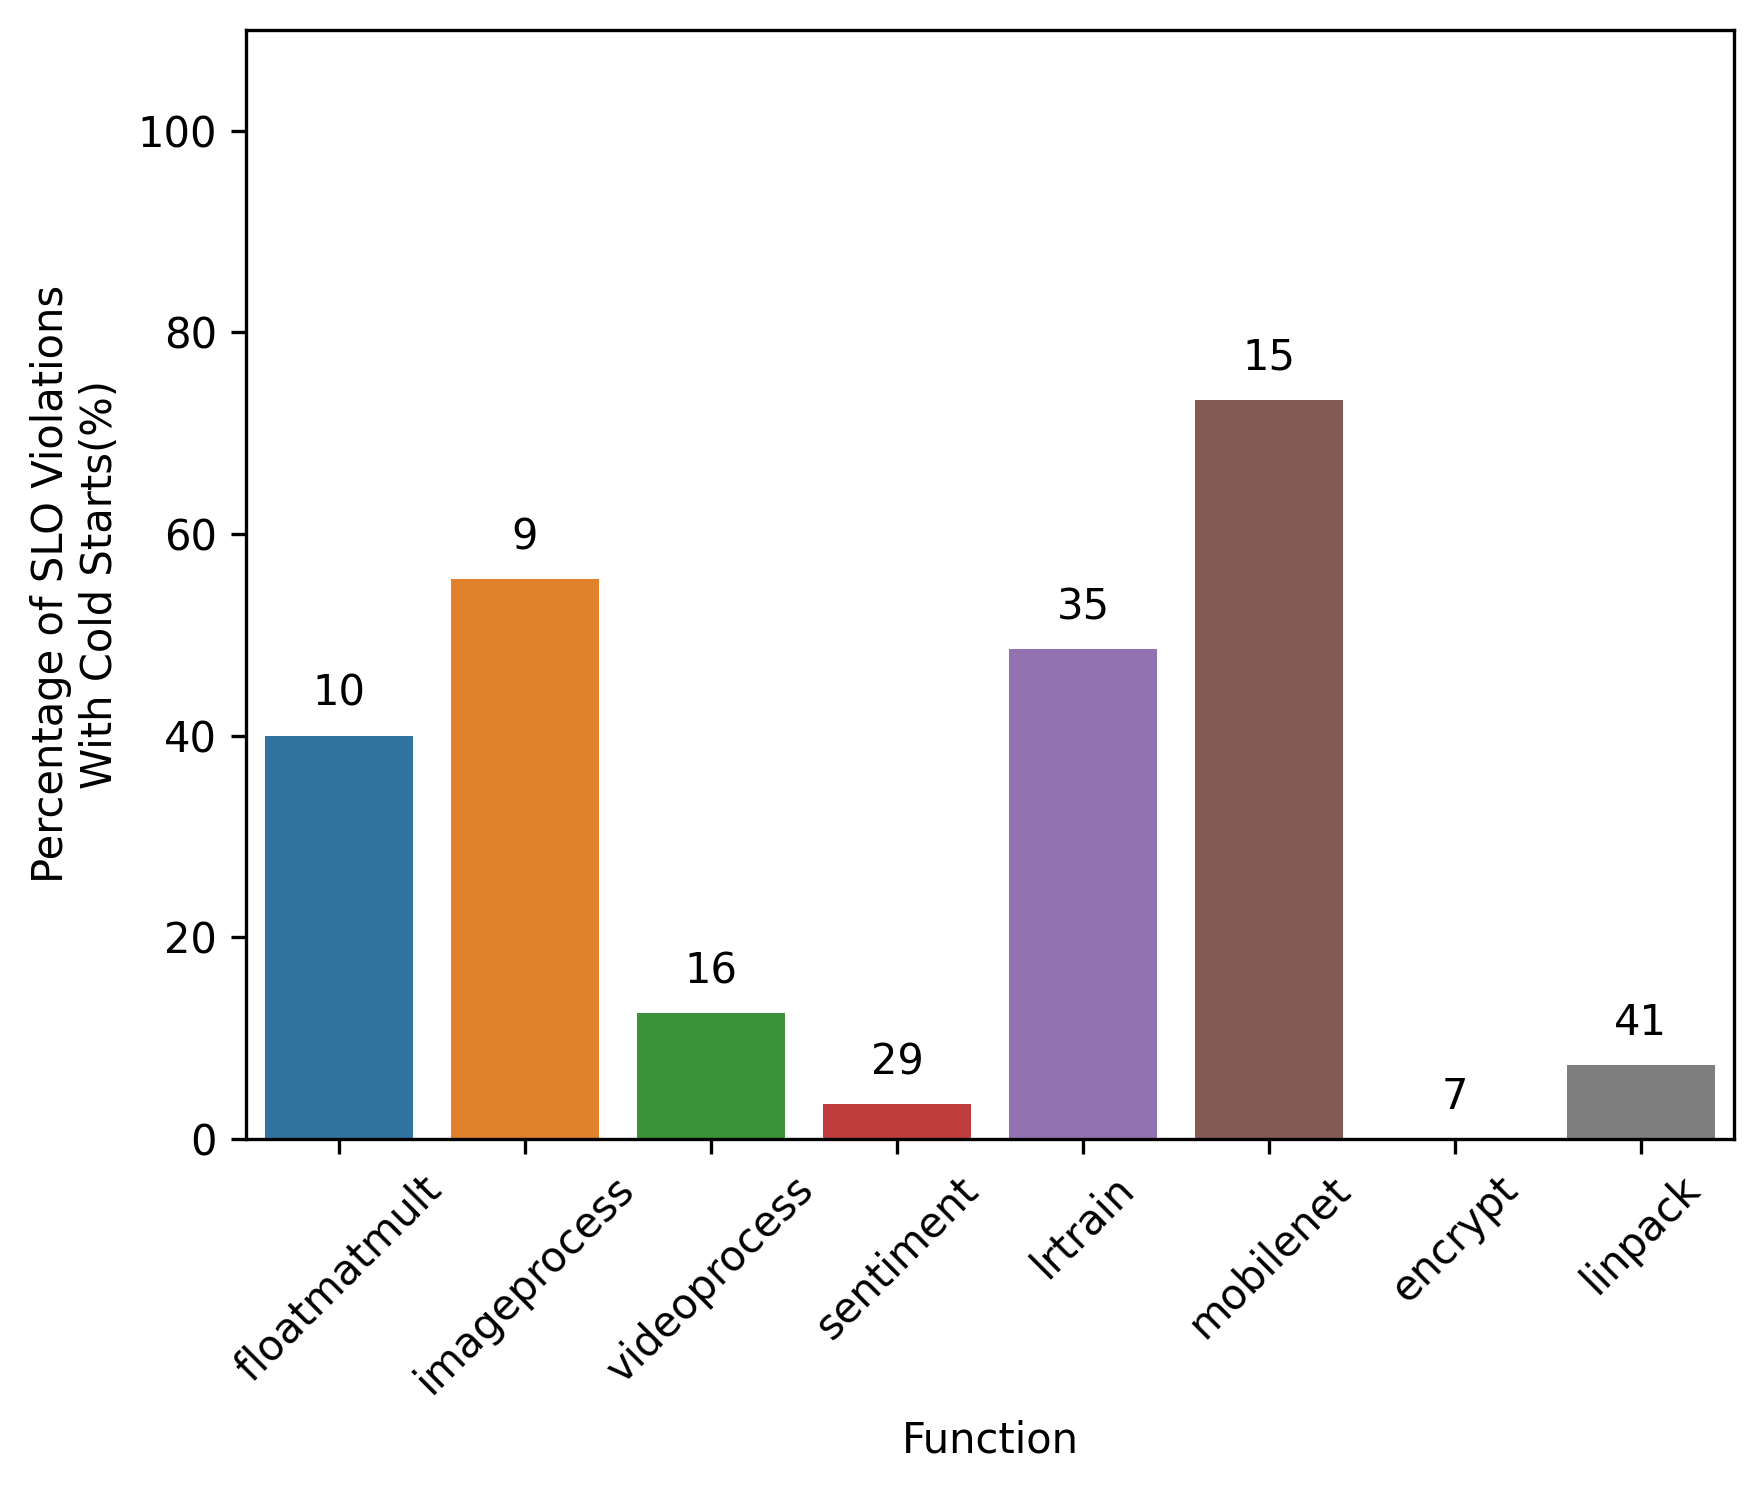 Percentage of SLO Violations
With Cold Starts(%)
100
80
60
40
20
0
10
9
16
29
35
15
7
41
floatmatmult
imageprocess
videoprocess
sentiment
lrtrain
mobilenet
encrypt
linpack
Function